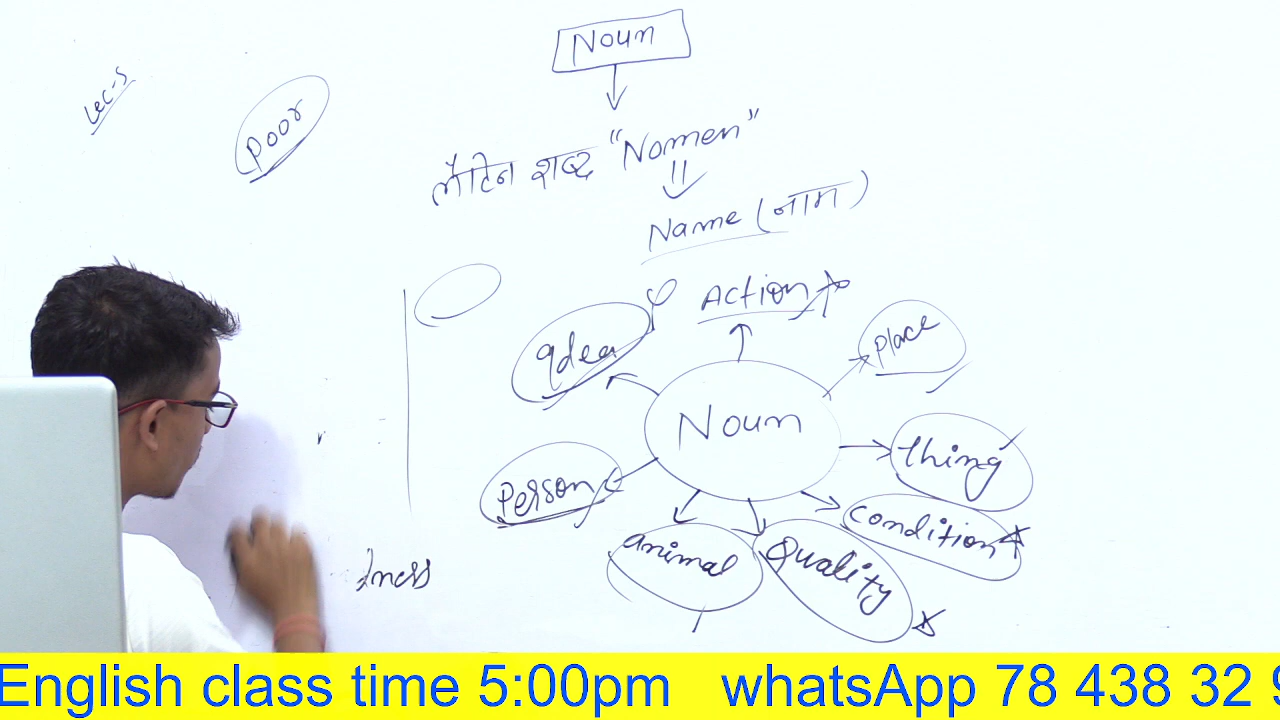 Noun
Lec-5
Poor
लैटिन शब्द "Nomen"
Name (नाम)
Action
Idea
Place
Noun
Thing
Person
Condition
animal
Quality
English class time 5:00pm whatsApp 78 438 32 9